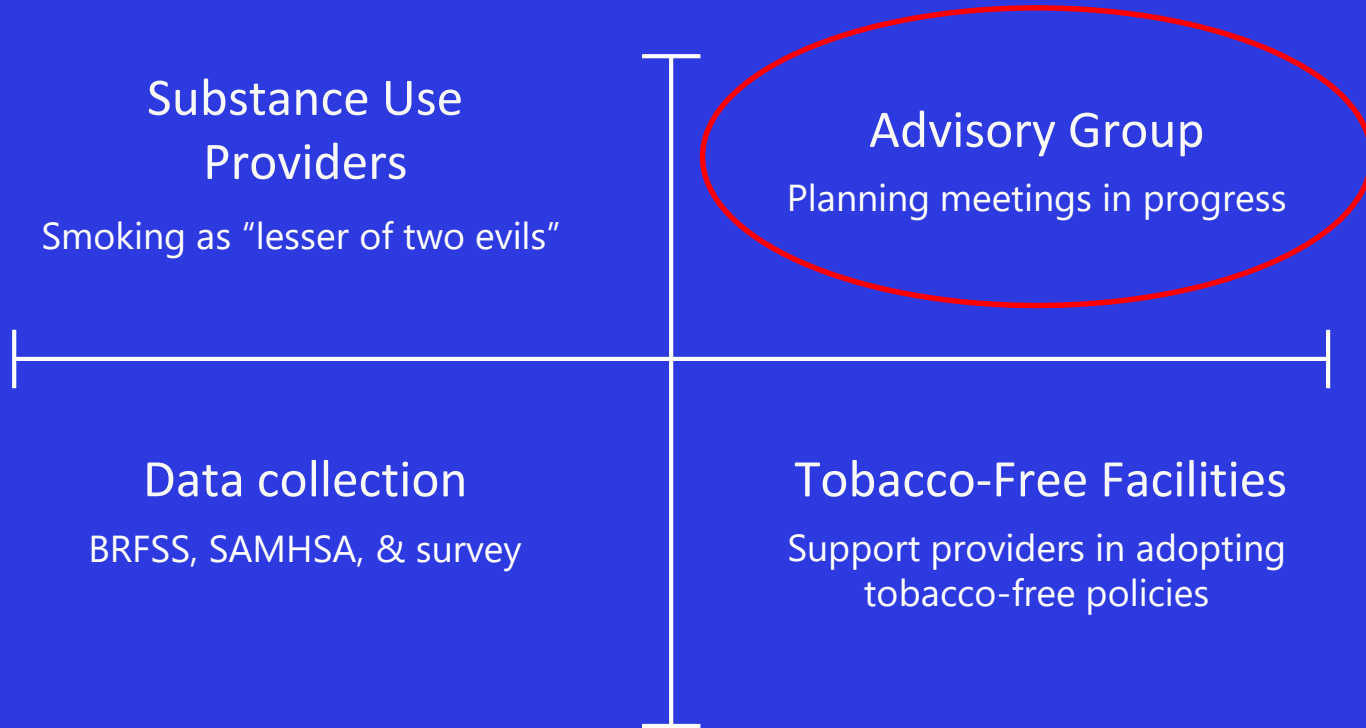 Substance Use
Providers
Smoking as “lesser of two evils”
Advisory Group
Planning meetings in progress
Data collection
BRFSS, SAMHSA, & survey
Tobacco-Free Facilities
Support providers in adopting
tobacco-free policies